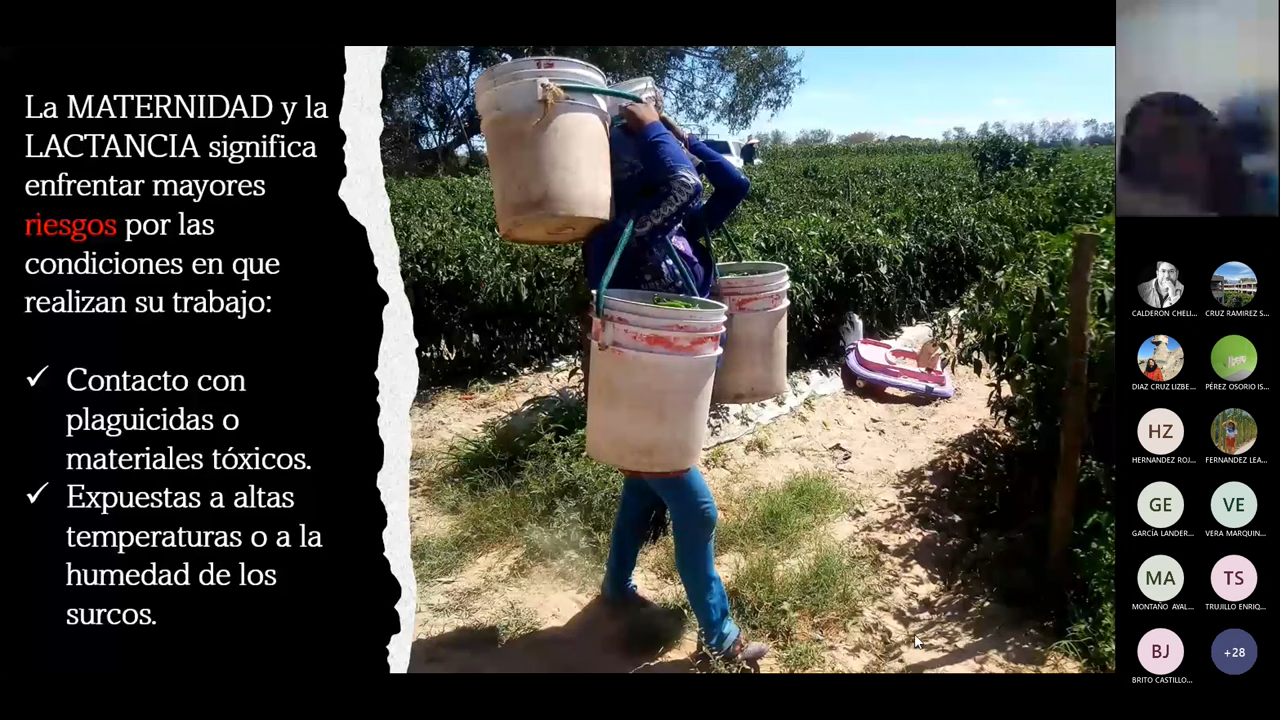 La MATERNIDAD y la
LACTANCIA significa
enfrentar mayores
riesgos por las
condiciones en que
realizan su trabajo:
✓ Contacto con
plaguicidas o
materiales tóxicos.
✓ Expuestas a altas
temperaturas o a la
humedad de los
surcos.
CALDERON CHELI...
CRUZ RAMIREZ S...
DIAZ CRUZ LIZBE...
PÉREZ OSORIO IS...
HZ
HERNANDEZ ROJ...
FERNANDEZ LEA...
GE
GARCÍA LANDER...
VE
VERA MARQUIN...
MA
MONTAÑO AYAL...
TS
TRUJILLO ENRIQ...
BJ
BRITO CASTILLO...
+28